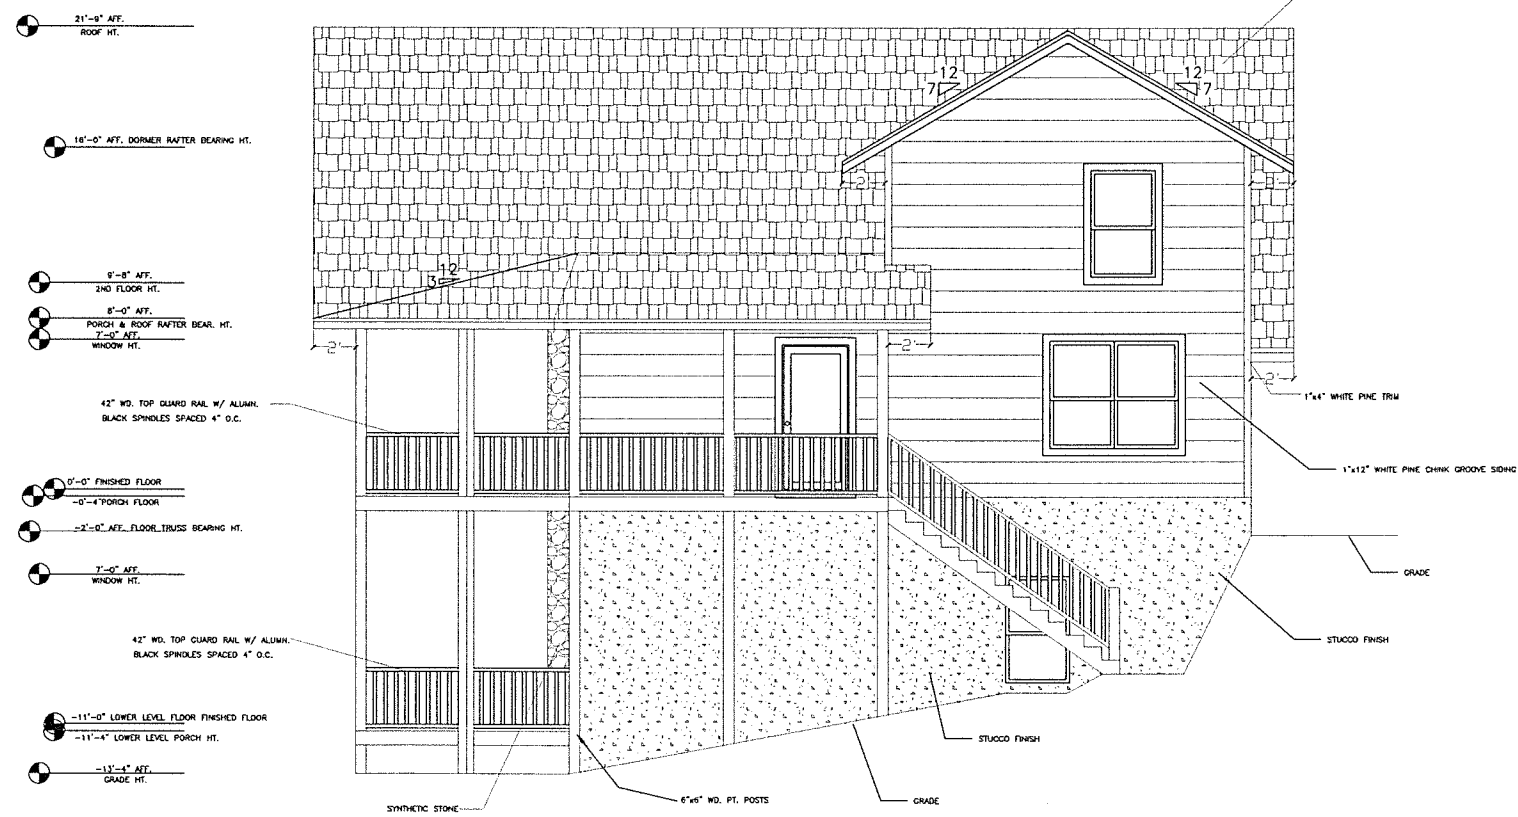 21'-9" AFF.
ROOF HT.
12
7
12
7
16'-0" AFF. DORMER RAFTER BEARING HT.
2'
2'
9'-8" AFF.
2ND FLOOR HT.
12
3
8'-0" AFF.
PORCH & ROOF RAFTER BEAR. HT.
7'-0" AFF.
WINDOW HT.
2'
2'
2'
1"x4" WHITE PINE TRIM
42" WD. TOP GUARD RAIL W/ ALUMN.
BLACK SPINDLES SPACED 4" O.C.
1"x12" WHITE PINE CHINK GROOVE SIDING
0'-0" FINISHED FLOOR
-0'-4" PORCH FLOOR
-2'-0" AFF. FLOOR TRUSS BEARING HT.
7'-0" AFF.
WINDOW HT.
GRADE
42" WD. TOP GUARD RAIL W/ ALUMN.
BLACK SPINDLES SPACED 4" O.C.
STUCCO FINISH
-11'-0" LOWER LEVEL FLOOR FINISHED FLOOR
-11'-4" LOWER LEVEL PORCH HT.
STUCCO FINISH
-13'-4" AFF.
GRADE HT.
SYNTHETIC STONE
6"x6" WD. PT. POSTS
GRADE